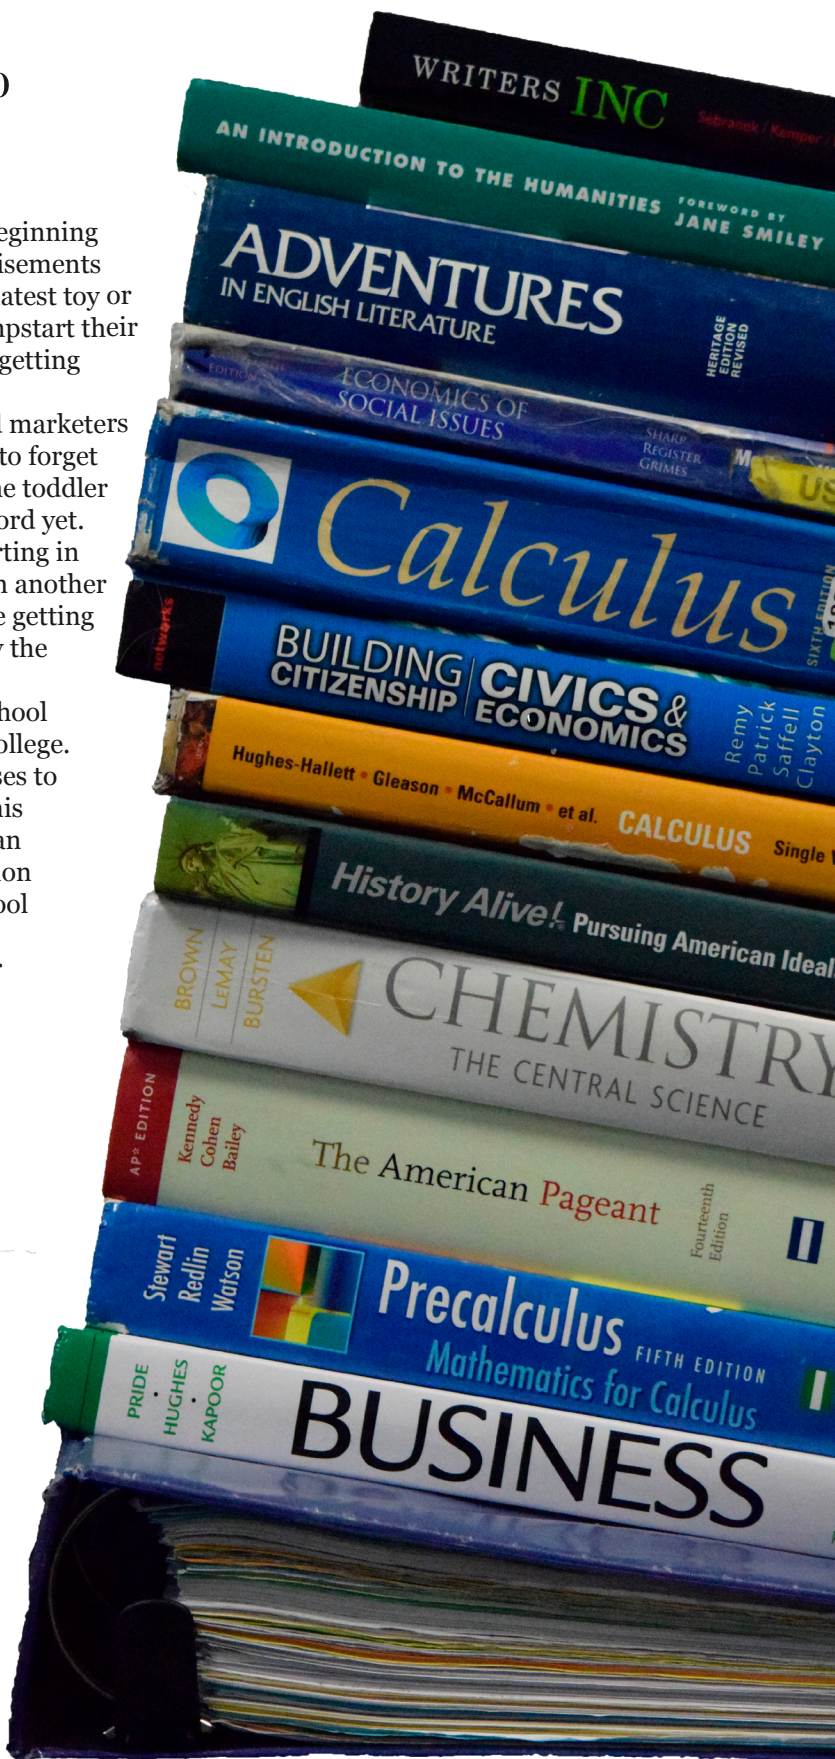 eginning
isements
atest toy or
mpstart their
getting
marketers
to forget
e toddler
ord yet.
rting in
n another
e getting
the
hool
ollege.
ses to
nis
an
ion
ool
WRITERS INC
Sebranek / Kemper /
AN INTRODUCTION TO THE HUMANITIES
FOREWORD BY
JANE SMILEY
ADVENTURES
IN ENGLISH LITERATURE
HERITAGE
EDITION
REVISED
EDITION
ECONOMICS OF
SOCIAL ISSUES
SHARP
REGISTER
GRIMES
M
US
Calculus
SIXTH EDITION
networks
BUILDING
CITIZENSHIP
CIVICS &
ECONOMICS
Remy
Patrick
Saffell
Clayton
Hughes-Hallett • Gleason • McCallum • et al.
CALCULUS
Single
History Alive! Pursuing American Ideal
BROWN
LEMAY
BURSTEN
CHEMISTRY
THE CENTRAL SCIENCE
AP* EDITION
Kennedy
Cohen
Bailey
The American Pageant
Fourteenth
Edition
Stewart
Redlin
Watson
Precalculus
FIFTH EDITION
Mathematics for Calculus
PRIDE
·
HUGHES
·
KAPOOR
BUSINESS